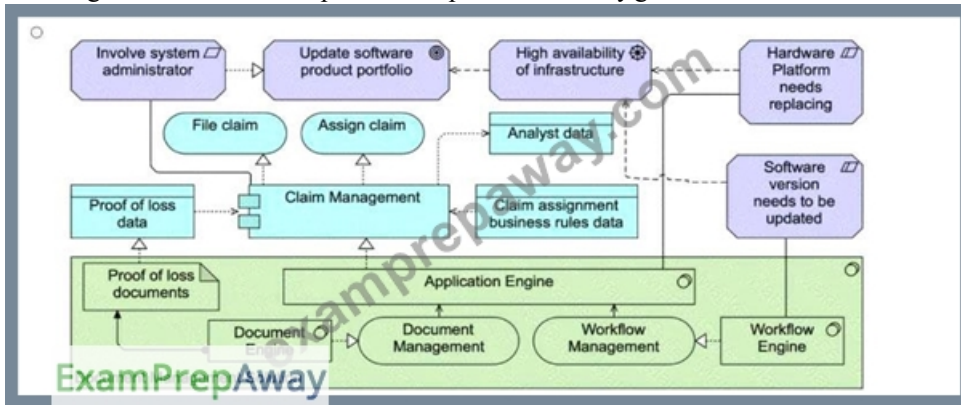 Involve system
administrator
Update software
product portfolio
High availability
of infrastructure
Hardware
Platform
needs
replacing
File claim
Assign claim
Analyst data
Software
version
needs to be
updated
Proof of loss
data
Claim Management
Claim assignment
business rules data
Proof of loss
documents
Application Engine
Document
Document
Management
Workflow
Management
Workflow
Engine
examprepaway.com
ExamPrepAway